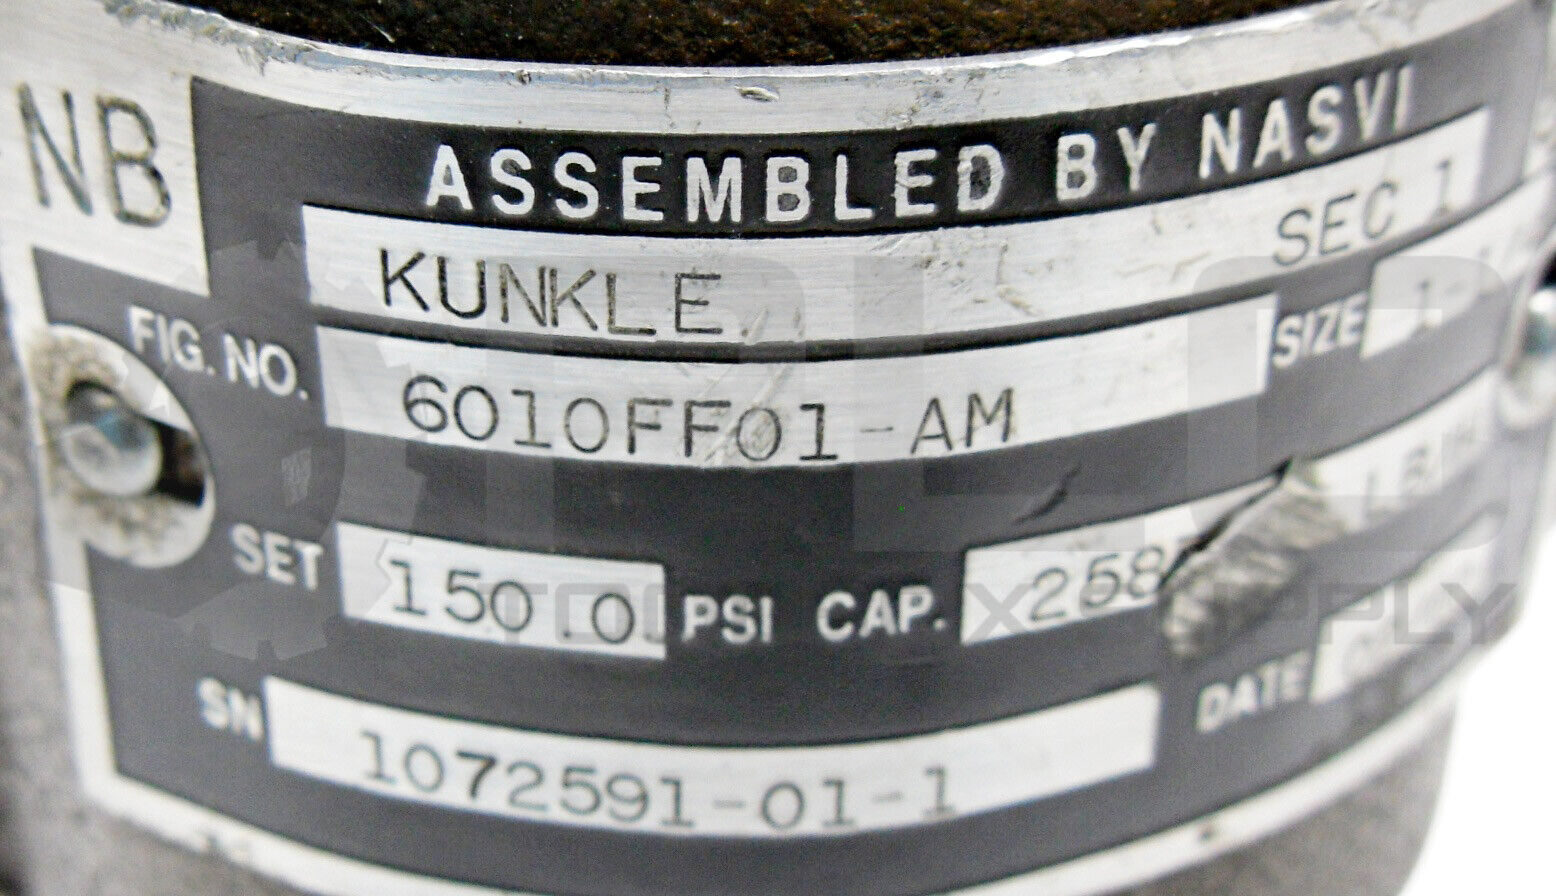 NB
ASSEMBLED BY NASVI
KUNKLE SEC 1
FIG. NO. 6010FF01-AM SIZE
SET 150.0 PSI CAP.
SN 1072591-01-1 DATE